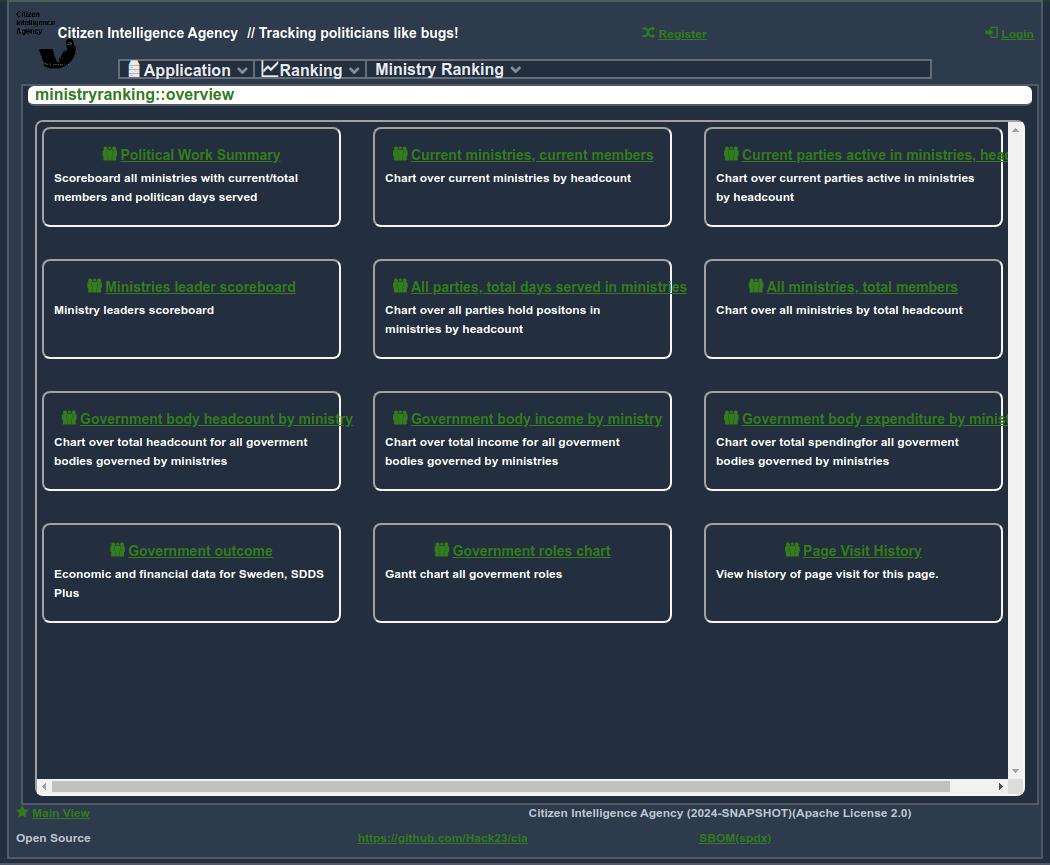 Citizen
Intelligence
Agency
Citizen Intelligence Agency // Tracking politicians like bugs!
Register
Login
Application
Ranking
Ministry Ranking
ministryranking::overview
Political Work Summary
Scoreboard all ministries with current/total
members and politican days served
Current ministries, current members
Chart over current ministries by headcount
Current parties active in ministries,
Chart over current parties active in ministries
by headcount
Ministries leader scoreboard
Ministry leaders scoreboard
All parties, total days served in ministries
Chart over all parties hold positons in
ministries by headcount
All ministries, total members
Chart over all ministries by total headcount
Government body headcount by ministry
Chart over total headcount for all goverment
bodies governed by ministries
Government body income by ministry
Chart over total income for all goverment
bodies governed by ministries
Government body expenditure by
Chart over total spendingfor all goverment
bodies governed by ministries
Government outcome
Economic and financial data for Sweden, SDDS
Plus
Government roles chart
Gantt chart all goverment roles
Page Visit History
View history of page visit for this page.
Main View
Citizen Intelligence Agency (2024-SNAPSHOT)(Apache License 2.0)
Open Source
https://github.com/Hack23/cia
SBOM(spdx)